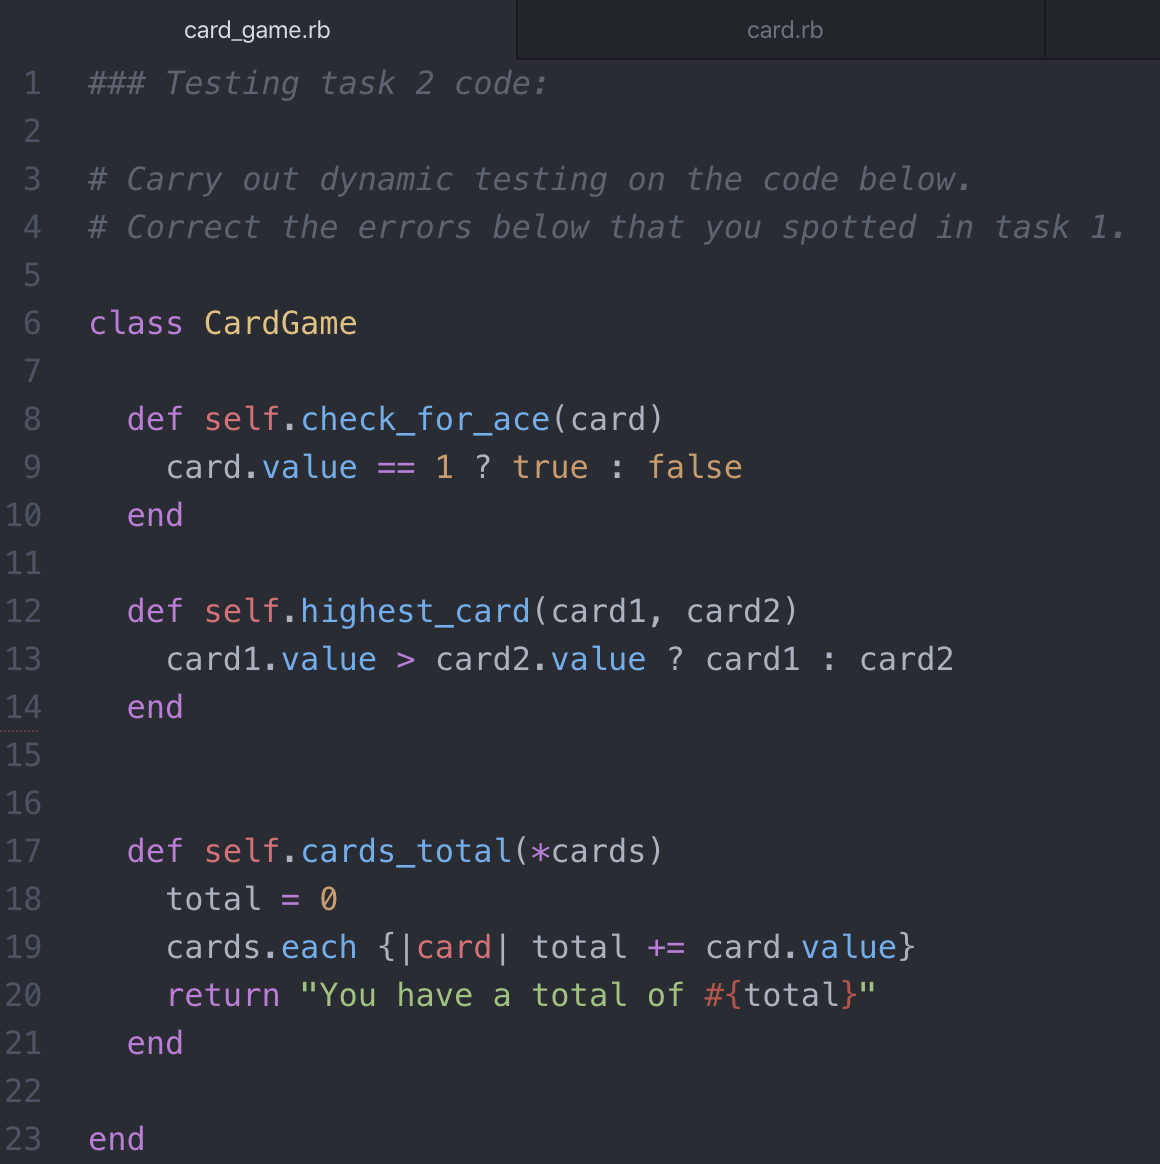 card_game.rb
card.rb
1 ### Testing task 2 code:
2
3 # Carry out dynamic testing on the code below.
4 # Correct the errors below that you spotted in task 1.
5
6 class CardGame
7
8   def self.check_for_ace(card)
9     card.value == 1 ? true : false
10   end
11
12   def self.highest_card(card1, card2)
13     card1.value > card2.value ? card1 : card2
14   end
15
16
17   def self.cards_total(*cards)
18     total = 0
19     cards.each {|card| total += card.value}
20     return "You have a total of #{total}"
21   end
22
23 end